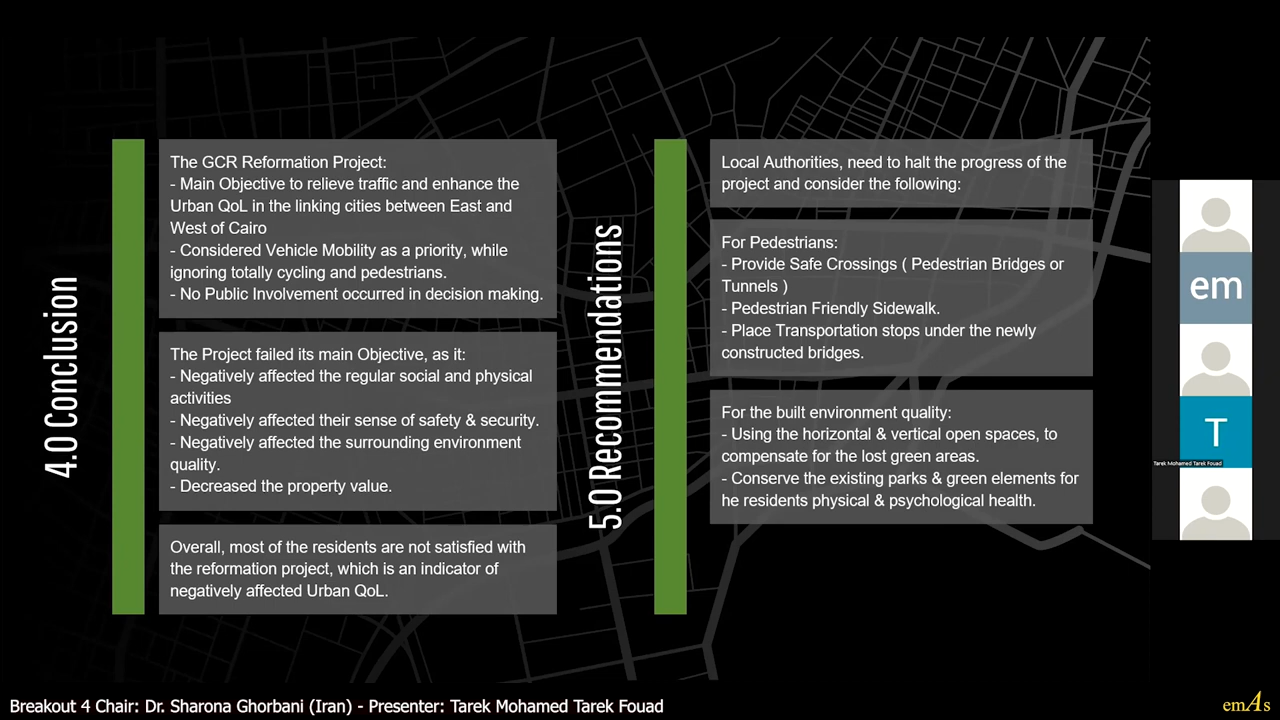 4.0 Conclusion
The GCR Reformation Project:
- Main Objective to relieve traffic and enhance the
Urban QoL in the linking cities between East and
West of Cairo
- Considered Vehicle Mobility as a priority, while
ignoring totally cycling and pedestrians.
- No Public Involvement occurred in decision making.
The Project failed its main Objective, as it:
- Negatively affected the regular social and physical
activities
- Negatively affected their sense of safety & security.
- Negatively affected the surrounding environment
quality.
- Decreased the property value.
Overall, most of the residents are not satisfied with
the reformation project, which is an indicator of
negatively affected Urban QoL.
5.0 Recommendations
Local Authorities, need to halt the progress of the
project and consider the following:
For Pedestrians:
- Provide Safe Crossings ( Pedestrian Bridges or
Tunnels )
- Pedestrian Friendly Sidewalk.
- Place Transportation stops under the newly
constructed bridges.
For the built environment quality:
- Using the horizontal & vertical open spaces, to
compensate for the lost green areas.
- Conserve the existing parks & green elements for
he residents physical & psychological health.
em
T
Tarek Mohamed Tarek Fouad
Breakout 4 Chair: Dr. Sharona Ghorbani (Iran) - Presenter: Tarek Mohamed Tarek Fouad
emAs